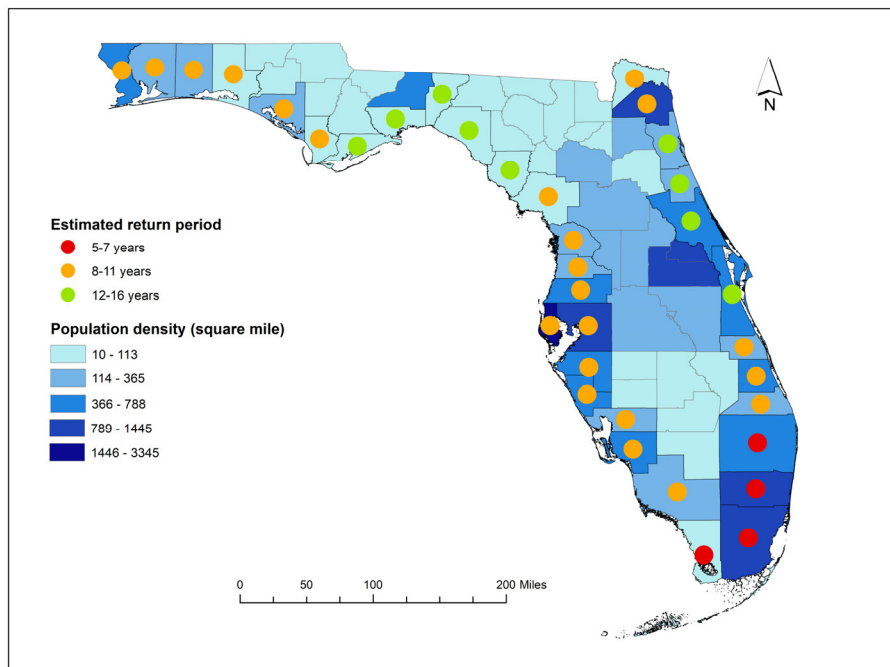 N
Estimated return period
5-7 years
8-11 years
12-16 years
Population density (square mile)
10 - 113
114 - 365
366 - 788
789 - 1445
1446 - 3345
0 50 100 200 Miles